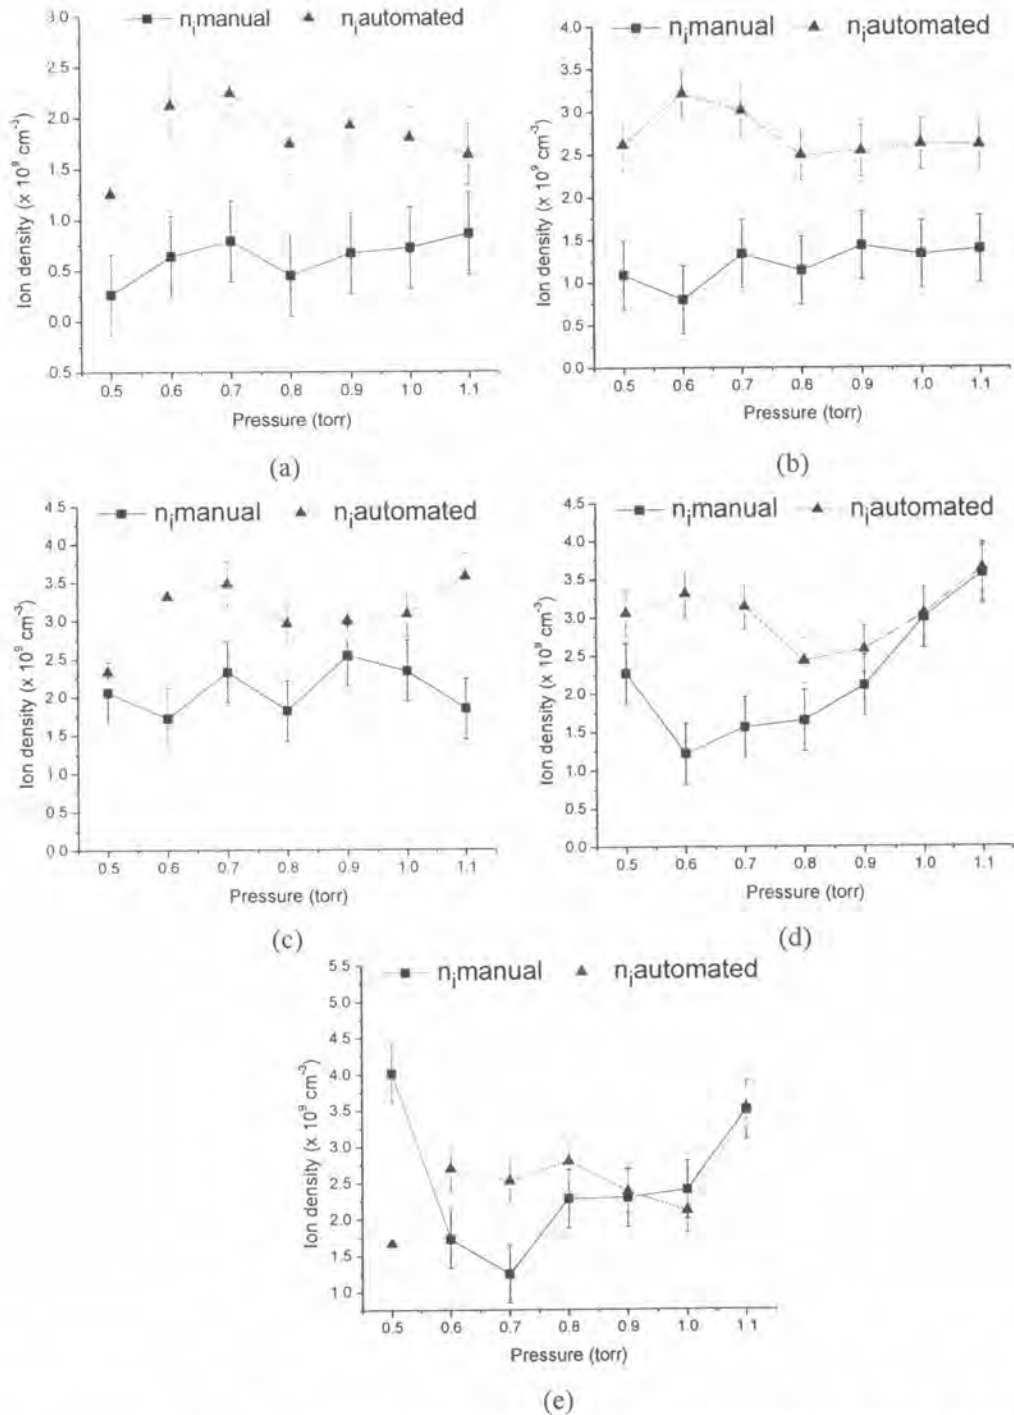 n_i manual n_i automated
3.0
2.5
2.0
1.5
1.0
0.5
0.0
0.5
Ion density (x 10^9 cm^-3)
0.5 0.6 0.7 0.8 0.9 1.0 1.1
Pressure (torr)
(a)
n_i manual n_i automated
4.0
3.5
3.0
2.5
2.0
1.5
1.0
0.5
0.0
Ion density (x 10^9 cm^-3)
0.5 0.6 0.7 0.8 0.9 1.0 1.1
Pressure (torr)
(b)
n_i manual n_i automated
4.5
4.0
3.5
3.0
2.5
2.0
1.5
1.0
0.5
0.0
Ion density (x 10^9 cm^-3)
0.5 0.6 0.7 0.8 0.9 1.0 1.1
Pressure (torr)
(c)
n_i manual n_i automated
4.5
4.0
3.5
3.0
2.5
2.0
1.5
1.0
0.5
0.0
Ion density (x 10^9 cm^-3)
0.5 0.6 0.7 0.8 0.9 1.0 1.1
Pressure (torr)
(d)
n_i manual n_i automated
5.5
5.0
4.5
4.0
3.5
3.0
2.5
2.0
1.5
1.0
Ion density (x 10^9 cm^-3)
0.5 0.6 0.7 0.8 0.9 1.0 1.1
Pressure (torr)
(e)